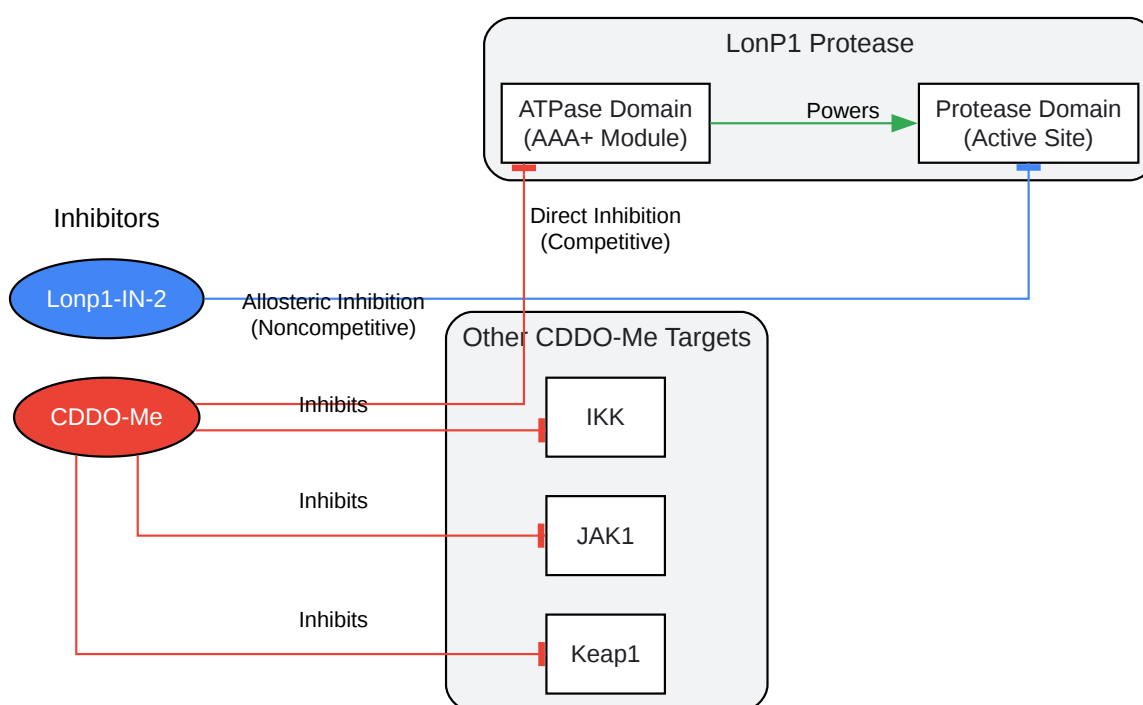 LonP1 Protease
ATPase Domain
(AAA+ Module)
Powers
Protease Domain
(Active Site)
Direct Inhibition
(Competitive)
Inhibitors
Lonp1-IN-2
Allosteric Inhibition
(Noncompetitive)
Other CDDO-Me Targets
CDDO-Me
Inhibits
IKK
Inhibits
JAK1
Inhibits
Keap1